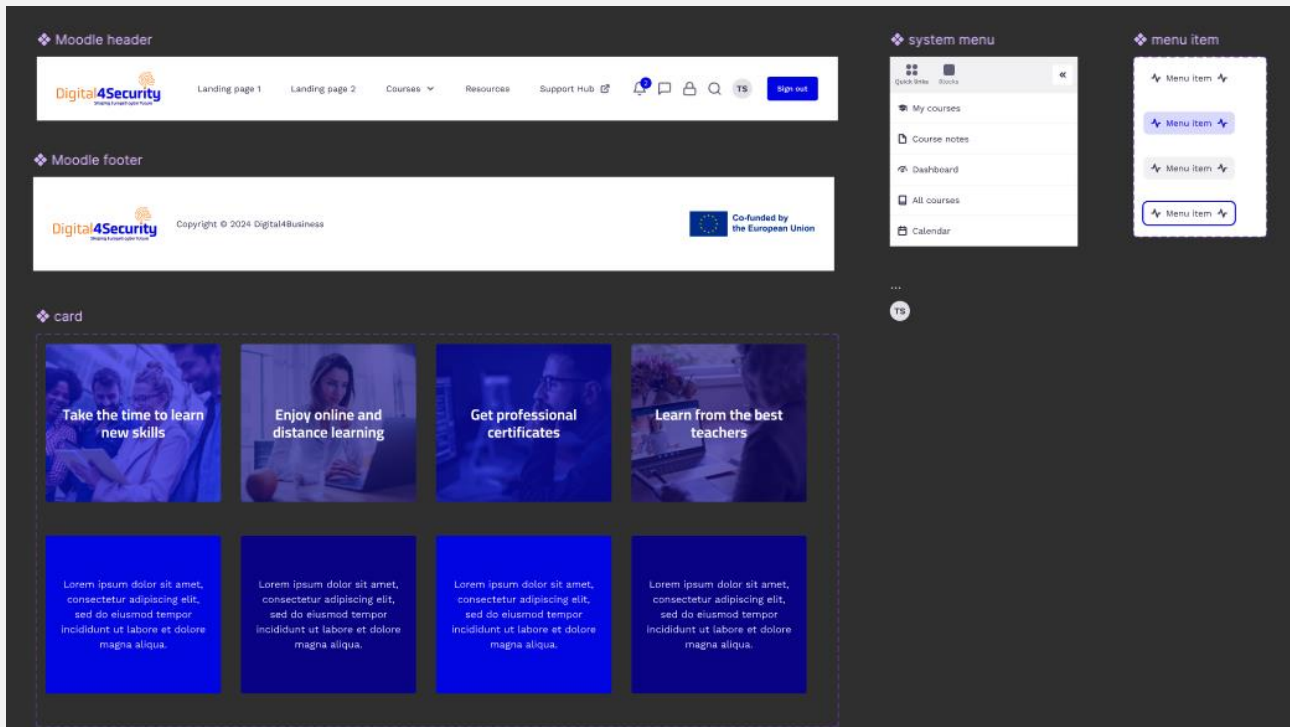 Moodle header
Digital4Security
Landing page 1
Landing page 2
Courses
Resources
Support Hub
2
TS
Sign out
Moodle footer
Digital4Security
Copyright © 2024 Digital4Business
Co-funded by
the European Union
card
Take the time to learn
new skills
Enjoy online and
distance learning
Get professional
certificates
Learn from the best
teachers
Lorem ipsum dolor sit amet,
consectetur adipiscing elit,
sed do eiusmod tempor
incididunt ut labore et dolore
magna aliqua.
Lorem ipsum dolor sit amet,
consectetur adipiscing elit,
sed do eiusmod tempor
incididunt ut labore et dolore
magna aliqua.
Lorem ipsum dolor sit amet,
consectetur adipiscing elit,
sed do eiusmod tempor
incididunt ut labore et dolore
magna aliqua.
Lorem ipsum dolor sit amet,
consectetur adipiscing elit,
sed do eiusmod tempor
incididunt ut labore et dolore
magna aliqua.
system menu
Quick links
Blocks
«
My courses
Course notes
Dashboard
All courses
Calendar
...
TS
menu item
Menu item
Menu item
Menu item
Menu item